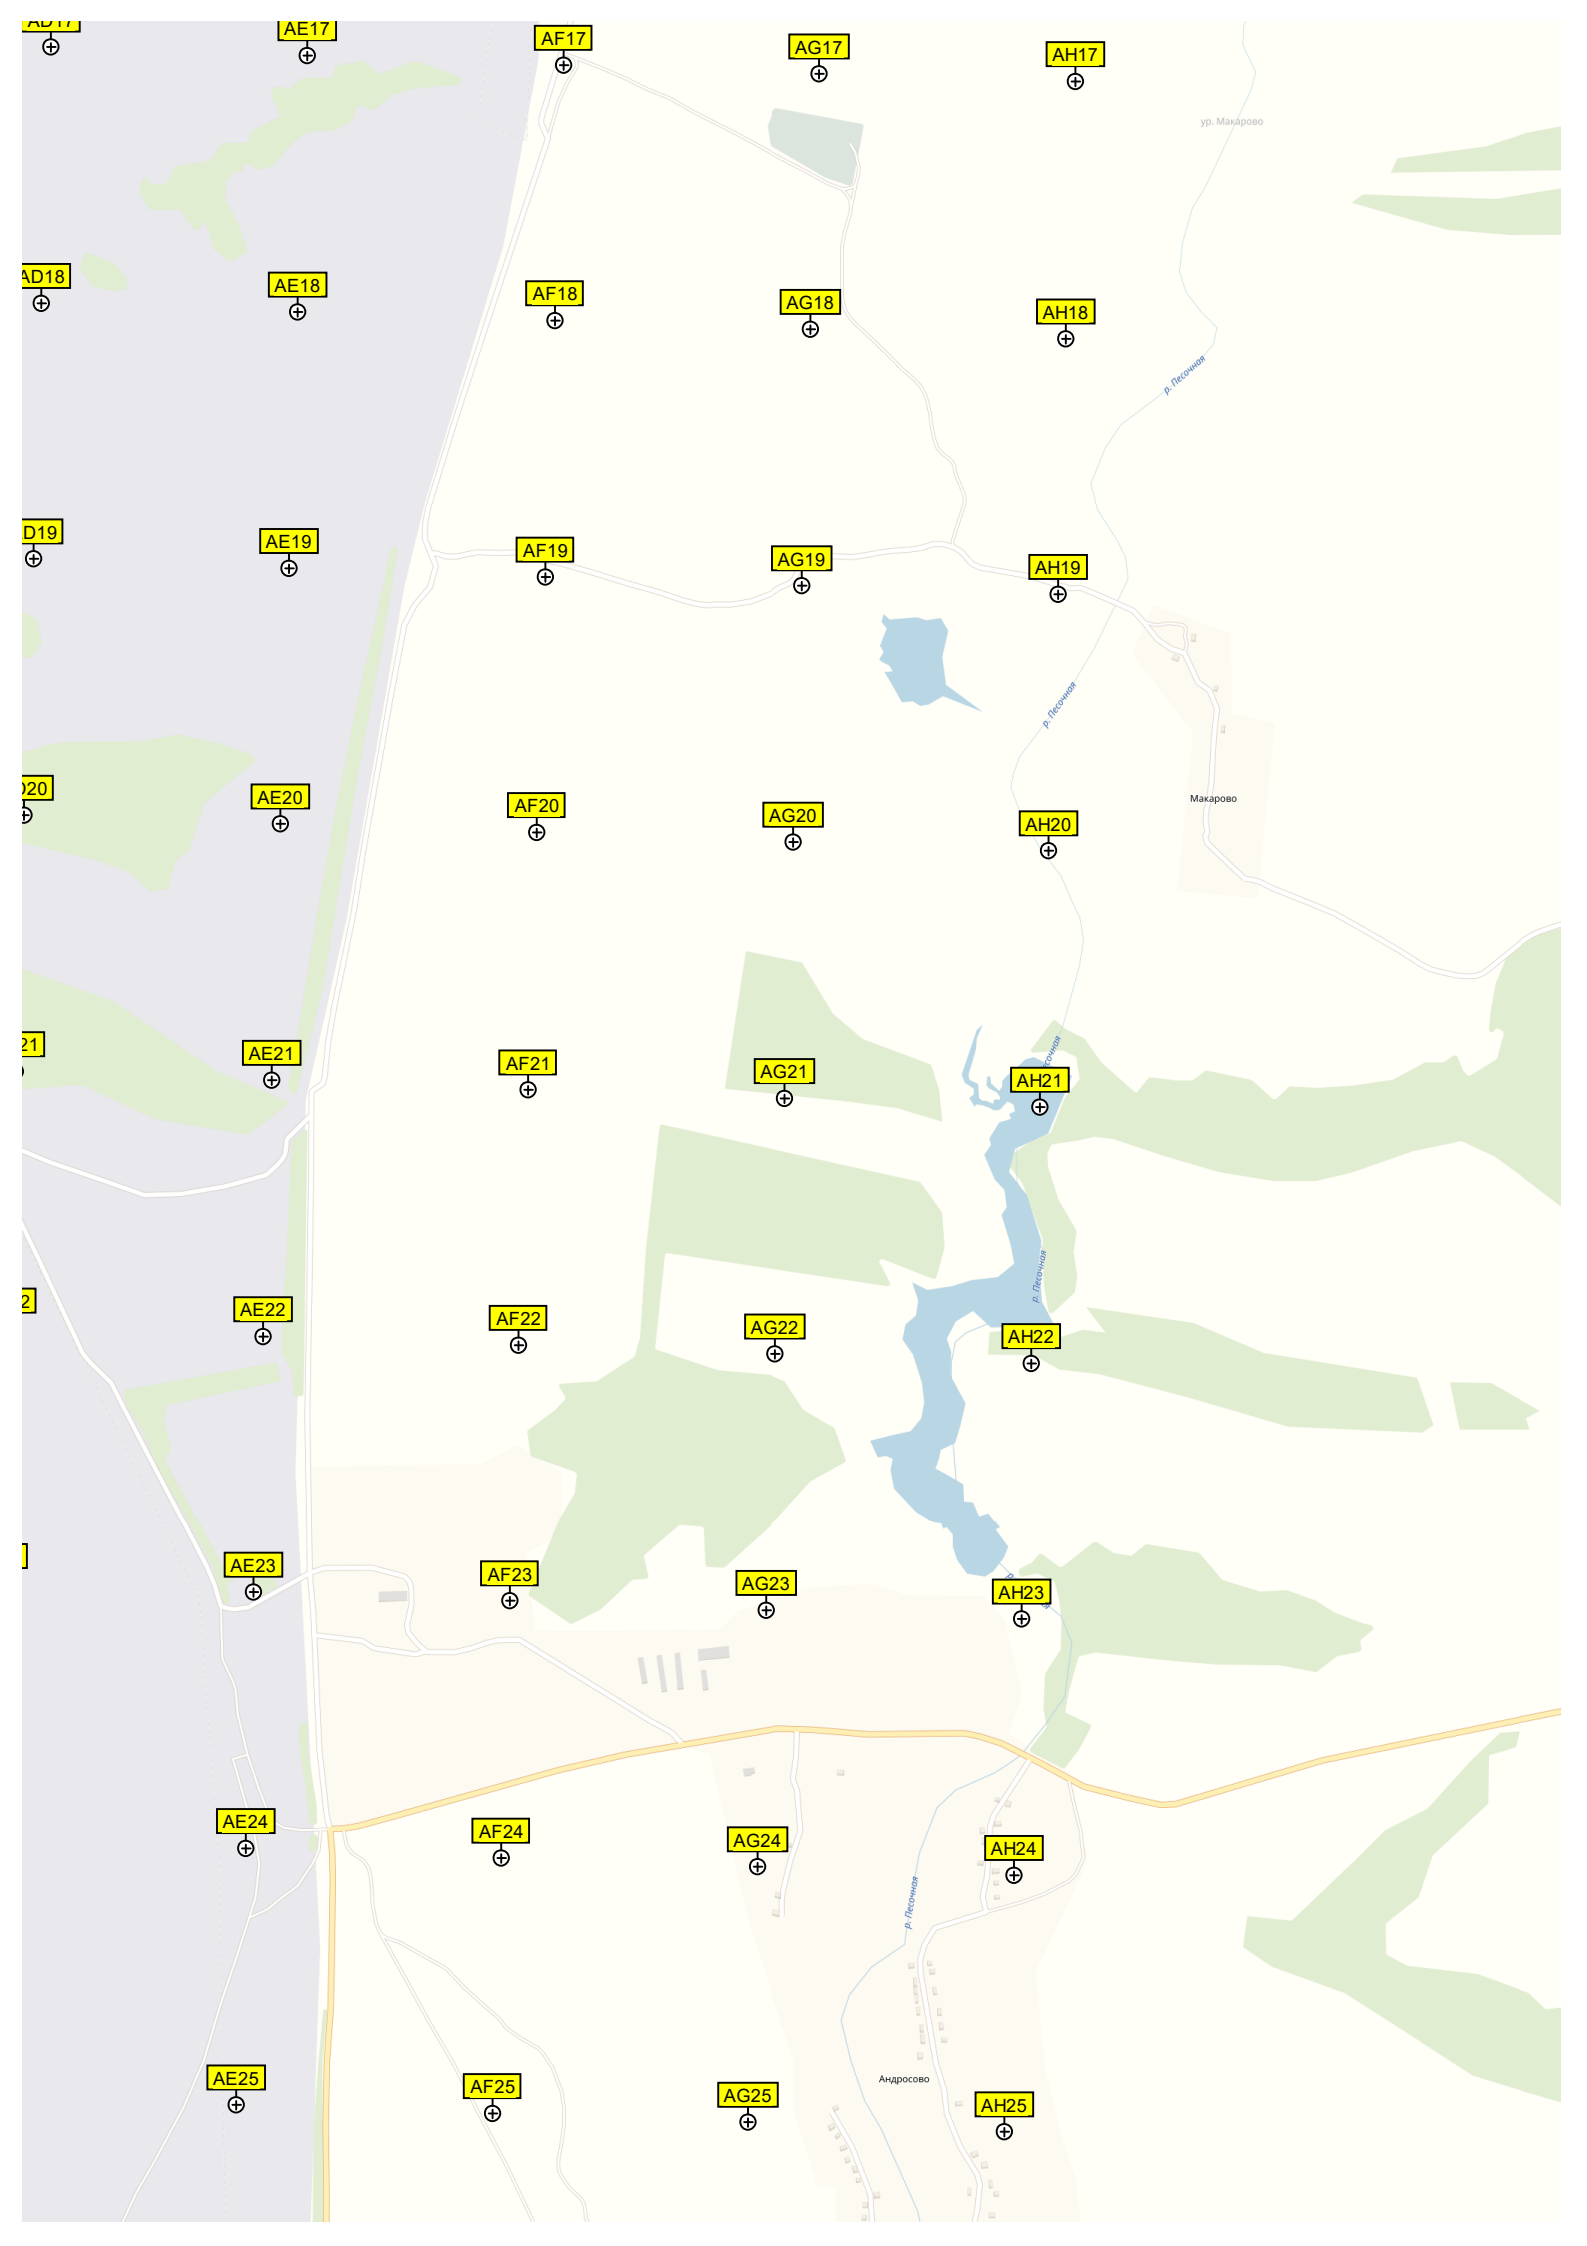 AD17
AE17
AF17
AG17
AH17
ур. Макарово
AD18
AE18
AF18
AG18
AH18
р. Песочная
D19
AE19
AF19
AG19
AH19
р. Песочная
Макарово
20
AE20
AF20
AG20
AH20
21
AE21
AF21
AG21
AH21
р. Песочная
2
AE22
AF22
AG22
AH22
AE23
AF23
AG23
AH23
AE24
AF24
AG24
AH24
р. Песочная
Андросово
AE25
AF25
AG25
AH25